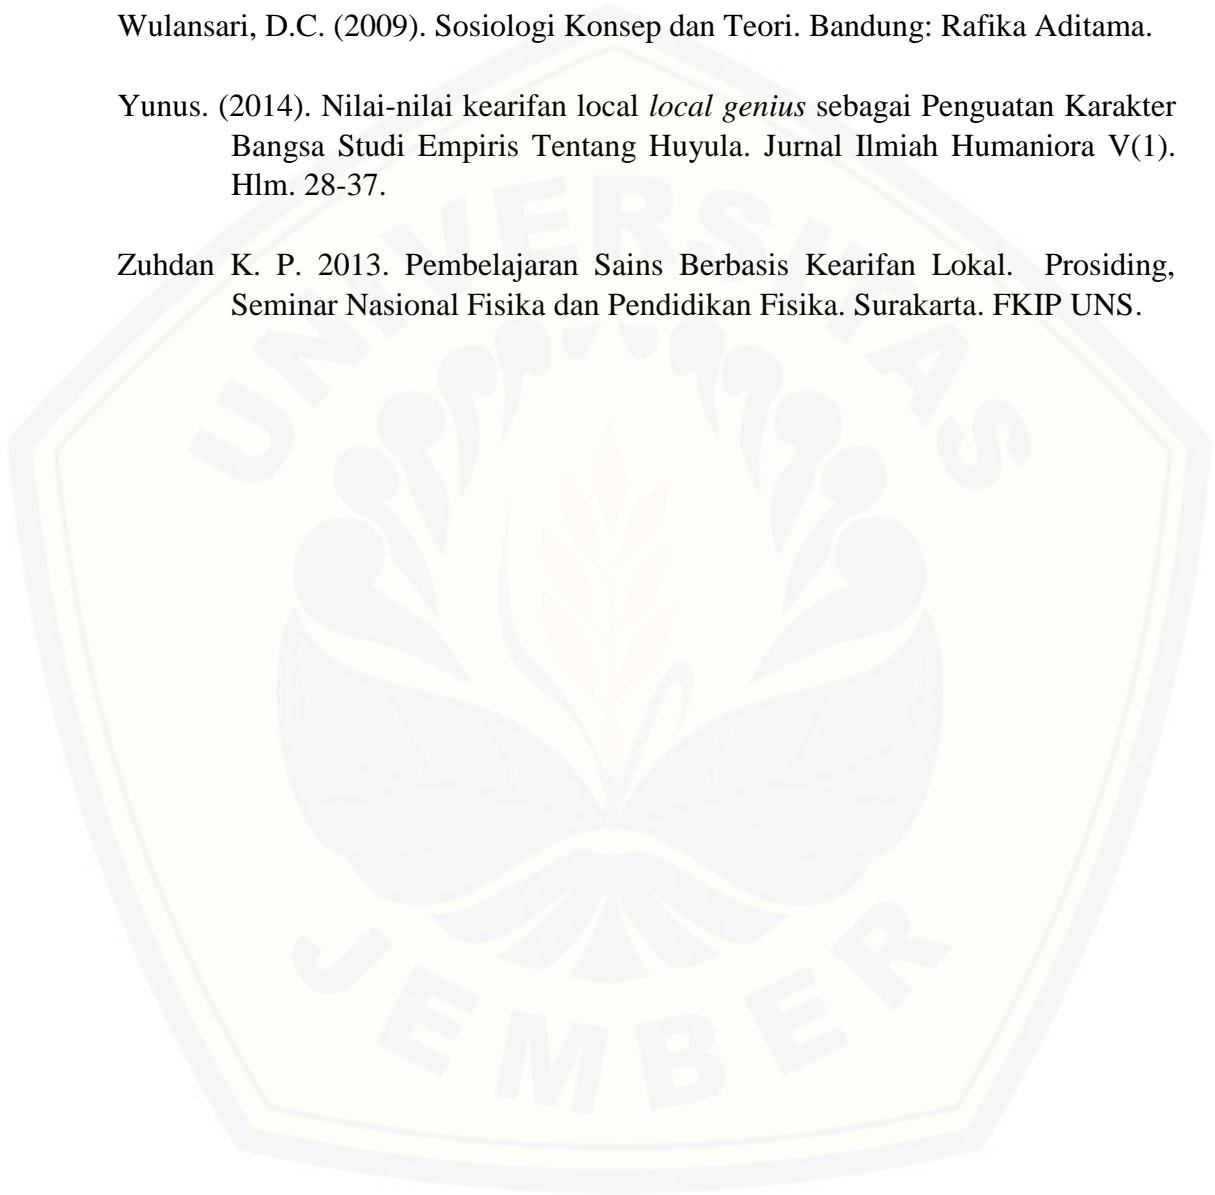 Wulansari, D.C. (2009). Sosiologi Konsep dan Teori. Bandung: Rafika Aditama.
Yunus. (2014). Nilai-nilai kearifan local local genius sebagai Penguatan Karakter
Bangsa Studi Empiris Tentang Huyula. Jurnal Ilmiah Humaniora V(1).
Hlm. 28-37.
Zuhdan K. P. 2013. Pembelajaran Sains Berbasis Kearifan Lokal. Prosiding,
Seminar Nasional Fisika dan Pendidikan Fisika. Surakarta. FKIP UNS.
UNIVERSITAS
JEMBER